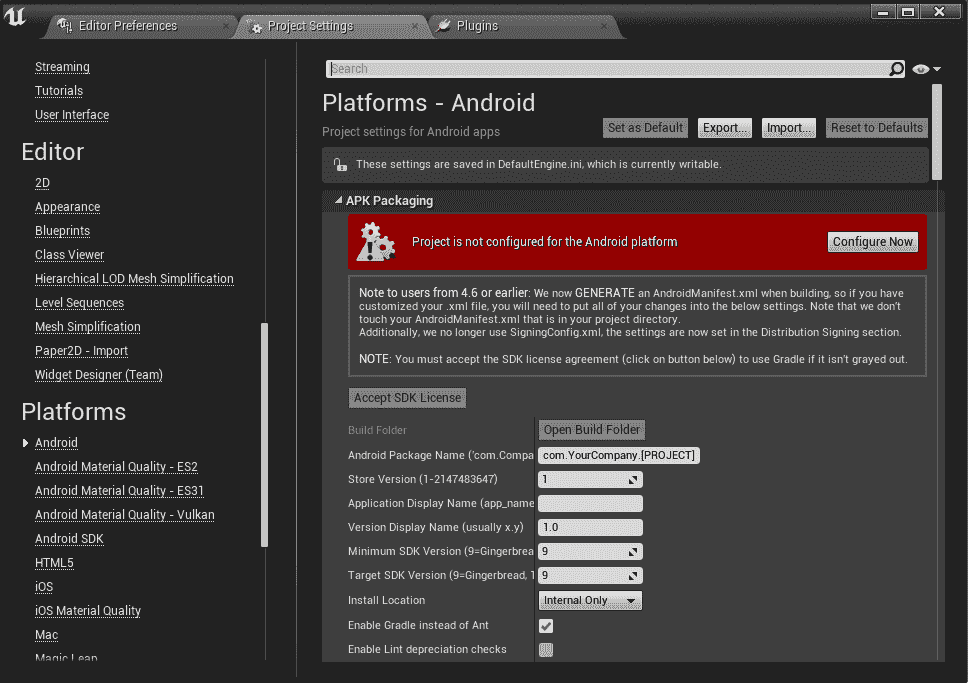 Editor Preferences
Project Settings
Plugins
Streaming
Tutorials
User Interface
Editor
2D
Appearance
Blueprints
Class Viewer
Hierarchical LOD Mesh Simplification
Level Sequences
Mesh Simplification
Paper2D - Import
Widget Designer (Team)
Platforms
Android
Android Material Quality - ES2
Android Material Quality - ES31
Android Material Quality - Vulkan
Android SDK
HTML5
iOS
iOS Material Quality
Mac
Magic Leap
Search
Platforms - Android
Project settings for Android apps
Set as Default
Export...
Import...
Reset to Defaults
These settings are saved in DefaultEngine.ini, which is currently writable.
APK Packaging
Project is not configured for the Android platform
Configure Now
Note to users from 4.6 or earlier: We now GENERATE an AndroidManifest.xml when building, so if you have
customized your .xml file, you will need to put all of your changes into the below settings. Note that we don't
touch your AndroidManifest.xml that is in your project directory.
Additionally, we no longer use SigningConfig.xml, the settings are now set in the Distribution Signing section.
NOTE: You must accept the SDK license agreement (click on button below) to use Gradle if it isn't grayed out.
Accept SDK License
Build Folder
Open Build Folder
Android Package Name ('com.Compa
com.YourCompany.[PROJECT]
Store Version (1-2147483647)
1
Application Display Name (app_name
Version Display Name (usually x.y)
1.0
Minimum SDK Version (9=Gingerbrea
9
Target SDK Version (9=Gingerbread, 1
9
Install Location
Internal Only
Enable Gradle instead of Ant
Enable Lint depreciation checks